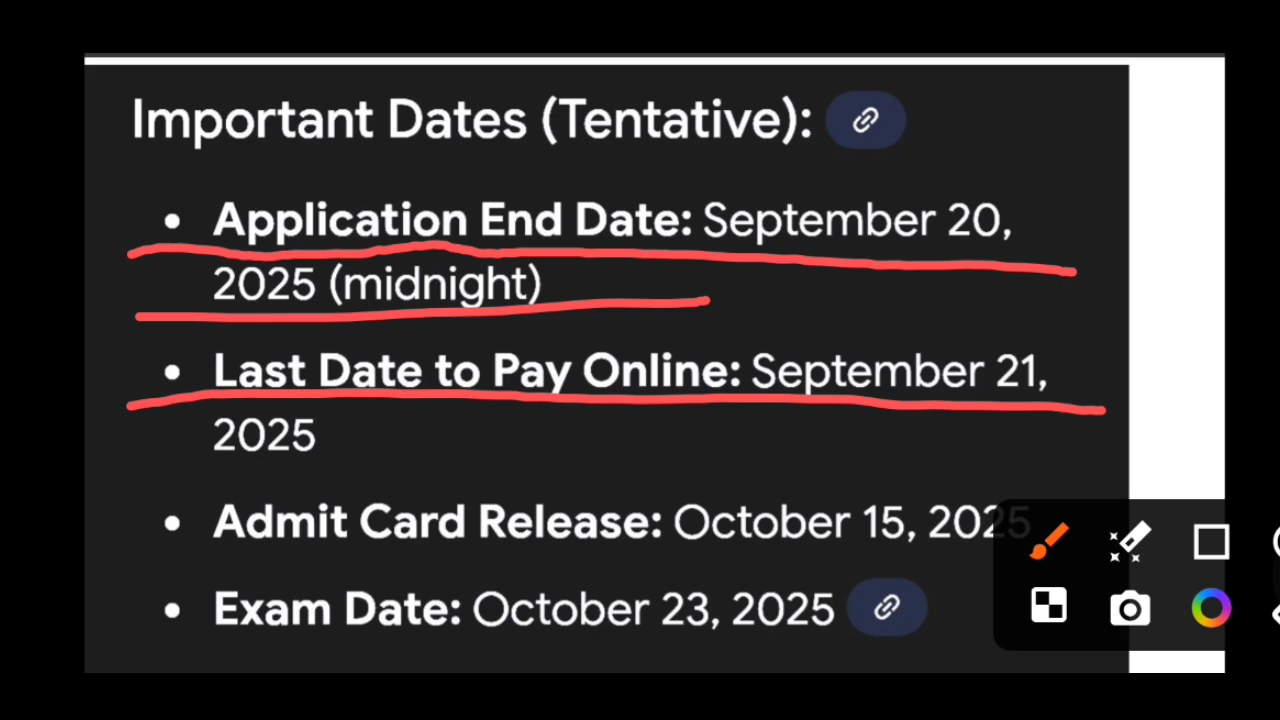 Important Dates (Tentative):
• Application End Date: September 20,
2025 (midnight)
• Last Date to Pay Online: September 21,
2025
• Admit Card Release: October 15, 2025
• Exam Date: October 23, 2025